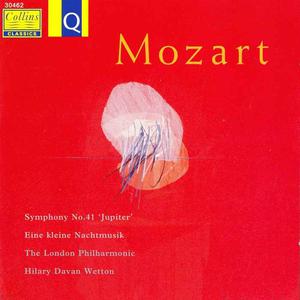 30462
Collins
CLASSICS
Q
Mozart
Symphony No.41 'Jupiter'
Eine kleine Nachtmusik
The London Philharmonic
Hilary Davan Wetton